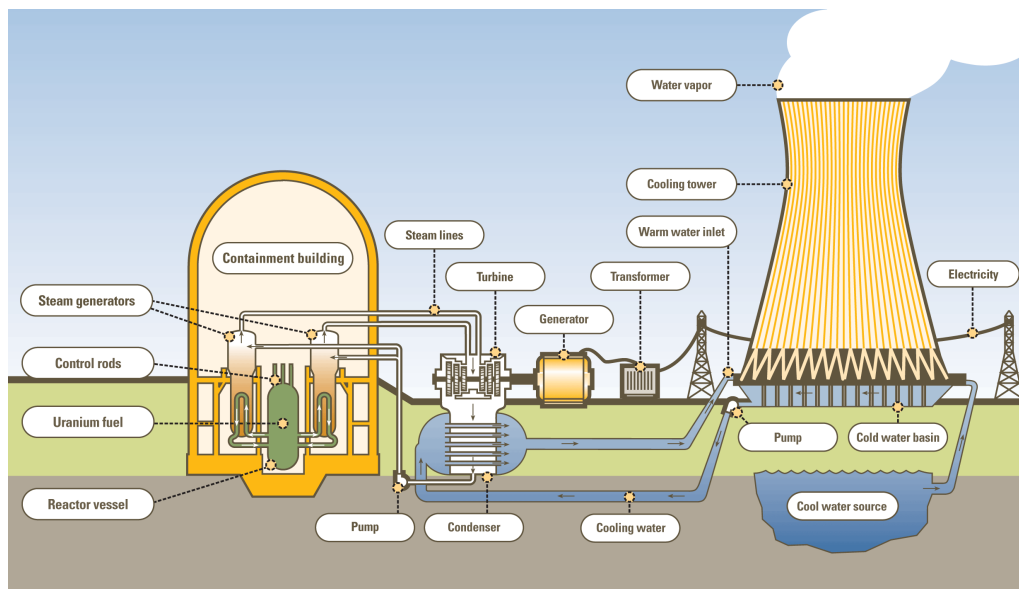 Water vapor
Cooling tower
Steam lines
Warm water inlet
Containment building
Turbine
Transformer
Electricity
Steam generators
Generator
Control rods
Uranium fuel
Pump
Cold water basin
Reactor vessel
Cool water source
Pump
Condenser
Cooling water